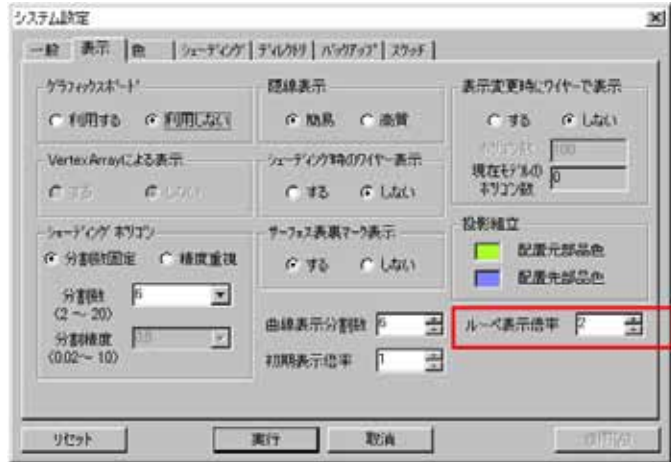 システム設定
一般 表示 色 シェーディング ディレクトリ バックアップ スケッチ
グラフィックスボード
利用する 利用しない
隠線表示
簡易 高質
表示変更時にワイヤーで表示
する しない
ポリゴン数 100
現在モデルの
ポリゴン数 0
VertexArrayによる表示
する しない
シェーディング時のワイヤー表示
する しない
シェーディング ポリゴン
分割数固定 精度重視
分割数 6
(2 ～ 20)
分割精度 0.5
(0.02～ 10)
サーフェス表裏マーク表示
する しない
投影組立
配置元部品色
配置先部品色
曲線表示分割数 6
初期表示倍率 1
ルーペ表示倍率 2
リセット 実行 取消 適用(A)